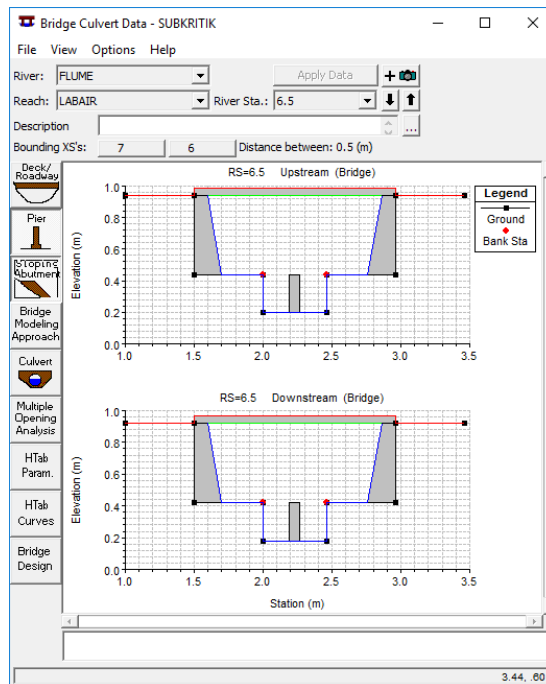 Bridge Culvert Data - SUBKRITIK
File View Options Help
River: FLUME Apply Data
Reach: LABAIR River Sta.: 6.5
Description ...
Bounding XS's: 7 6 Distance between: 0.5 (m)
Deck/
Roadway
Pier
Sloping
Abutment
Bridge
Modeling
Approach
Culvert
Multiple
Opening
Analysis
HTab
Param.
HTab
Curves
Bridge
Design
RS=6.5 Upstream (Bridge)
Elevation (m)
1.0
0.8
0.6
0.4
0.2
0.0
1.0 1.5 2.0 2.5 3.0 3.5
Legend
Ground
Bank Sta
RS=6.5 Downstream (Bridge)
Elevation (m)
1.0
0.8
0.6
0.4
0.2
0.0
1.0 1.5 2.0 2.5 3.0 3.5
Station (m)
3.44, .60